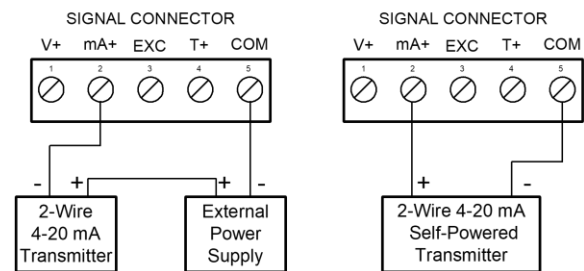 SIGNAL CONNECTOR
V+ mA+ EXC T+ COM
1 2 3 4 5
- + + -
2-Wire
4-20 mA
Transmitter
External
Power
Supply
SIGNAL CONNECTOR
V+ mA+ EXC T+ COM
1 2 3 4 5
+ -
2-Wire 4-20 mA
Self-Powered
Transmitter